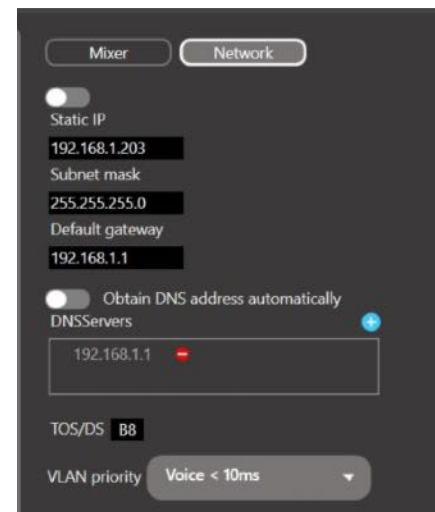 Mixer Network
Static IP
192.168.1.203
Subnet mask
255.255.255.0
Default gateway
192.168.1.1
Obtain DNS address automatically
DNSServers
192.168.1.1
TOS/DS B8
VLAN priority Voice < 10ms